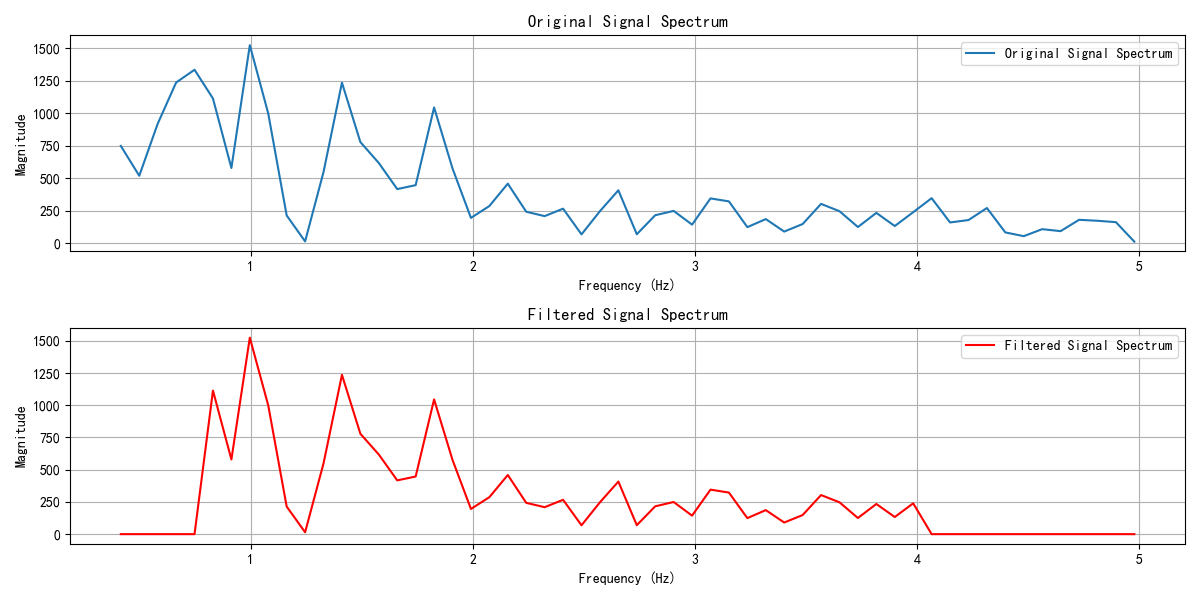 Original Signal Spectrum
Original Signal Spectrum
1500
1250
1000
750
500
250
0
Magnitude
1 2 3 4 5
Frequency (Hz)
Filtered Signal Spectrum
Filtered Signal Spectrum
1500
1250
1000
750
500
250
0
Magnitude
1 2 3 4 5
Frequency (Hz)